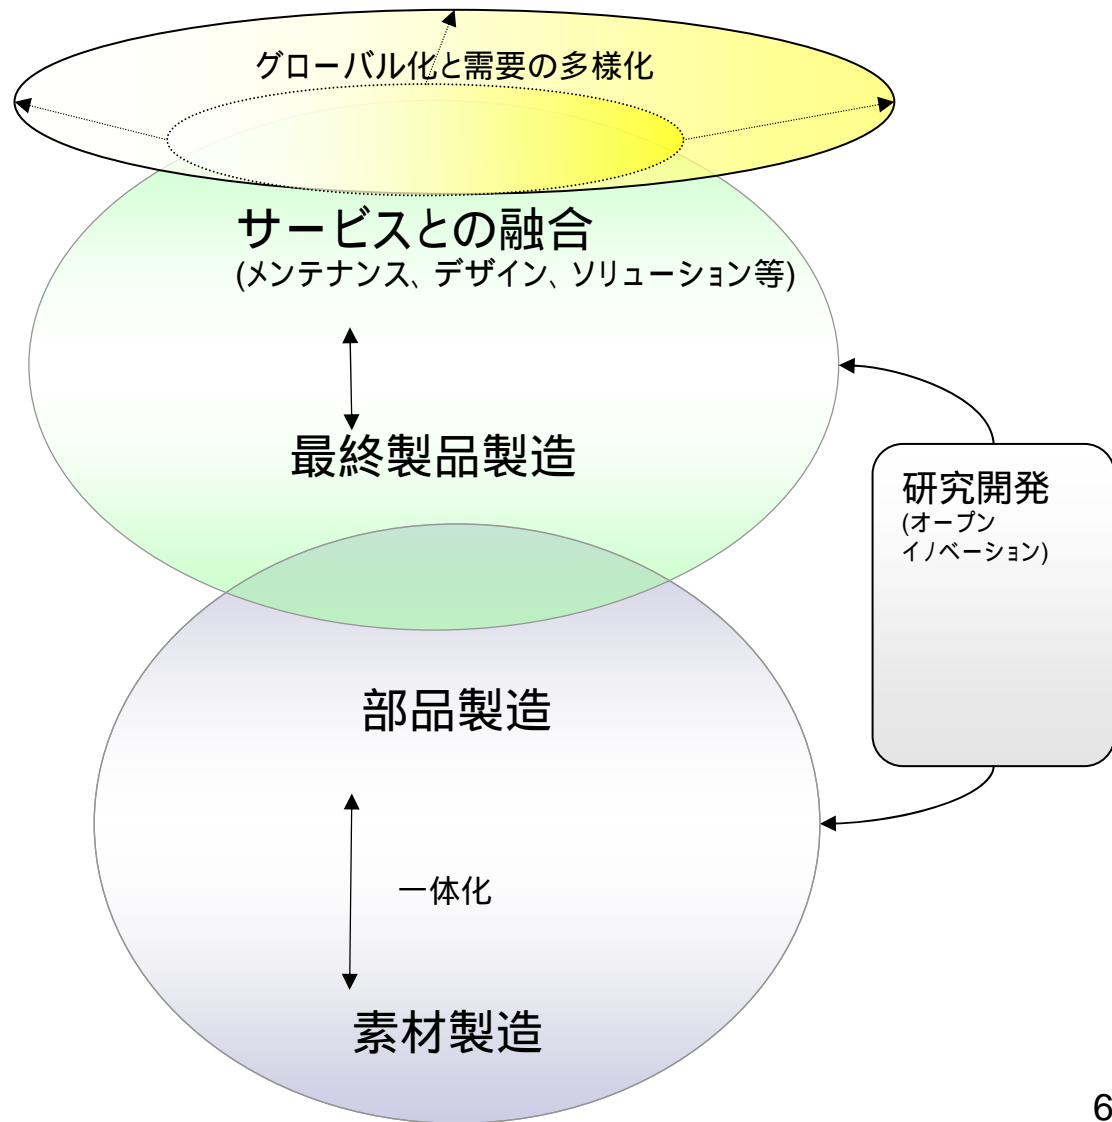 グローバル化と需要の多様化
サービスとの融合
(メンテナンス、デザイン、ソリューション等)
最終製品製造
研究開発
(オープン
イノベーション)
部品製造
一体化
素材製造
6